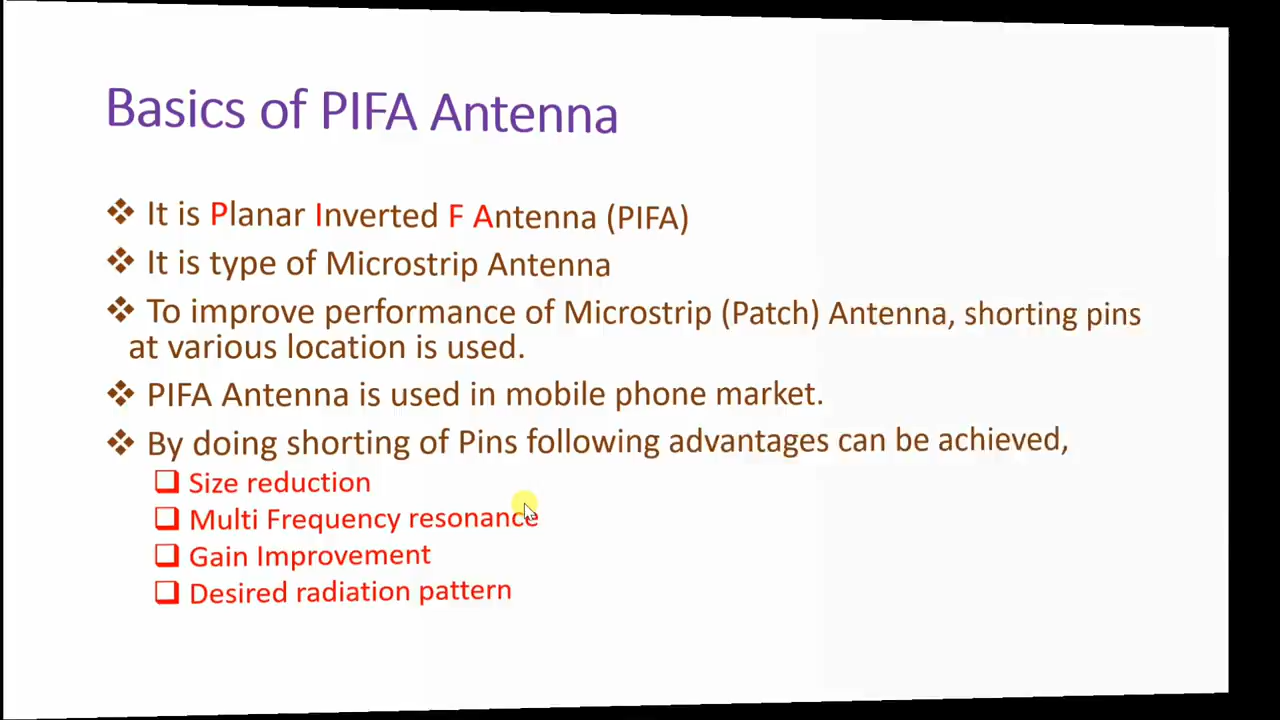 Basics of PIFA Antenna
It is Planar Inverted F Antenna (PIFA)
It is type of Microstrip Antenna
To improve performance of Microstrip (Patch) Antenna, shorting pins
at various location is used.
PIFA Antenna is used in mobile phone market.
By doing shorting of Pins following advantages can be achieved,
Size reduction
Multi Frequency resonance
Gain Improvement
Desired radiation pattern